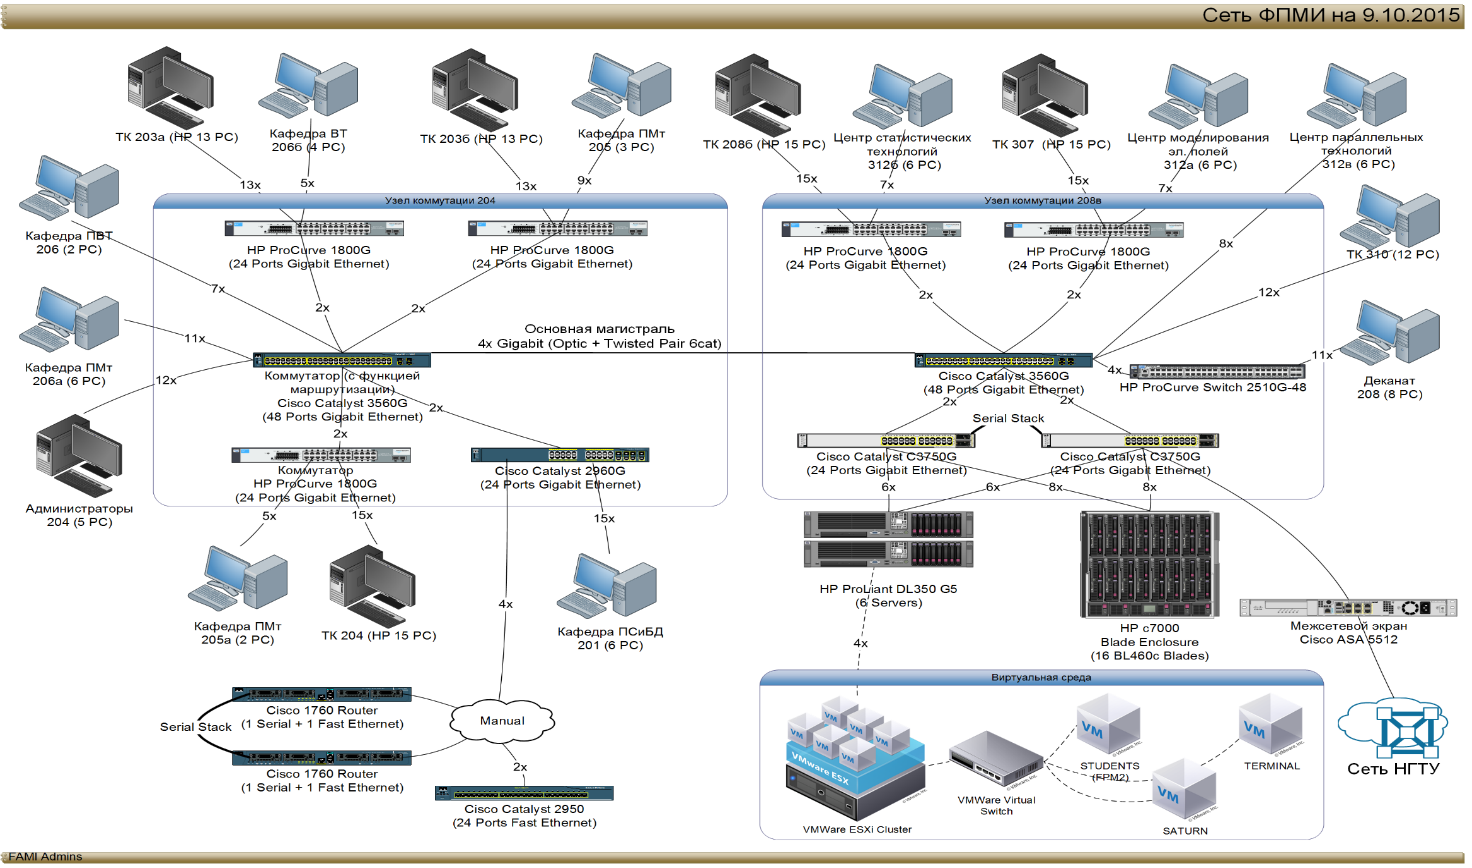 Сеть ФПМИ на 9.10.2015
ТК 203а (HP 13 PC)
Кафедра ВТ
206б (4 PC)
ТК 203б (HP 13 PC)
Кафедра ПМт
205 (3 PC)
ТК 208б (HP 15 PC)
Центр статистических
технологий
312б (6 PC)
ТК 307 (HP 15 PC)
Центр моделирования
эл. полей
312а (6 PC)
Центр параллельных
технологий
312в (6 PC)
13x
5x
13x
9x
15x
7x
15x
7x
8x
Кафедра ПВТ
206 (2 PC)
7x
Узел коммутации 204
HP ProCurve 1800G
(24 Ports Gigabit Ethernet)
HP ProCurve 1800G
(24 Ports Gigabit Ethernet)
2x
2x
Узел коммутации 208в
HP ProCurve 1800G
(24 Ports Gigabit Ethernet)
HP ProCurve 1800G
(24 Ports Gigabit Ethernet)
2x
2x
ТК 310 (12 PC)
12x
Кафедра ПМт
206а (6 PC)
11x
12x
Основная магистраль
4x Gigabit (Optic + Twisted Pair 6cat)
Коммутатор (с функцией
маршрутизации)
Cisco Catalyst 3560G
(48 Ports Gigabit Ethernet)
2x
2x
Cisco Catalyst 3560G
(48 Ports Gigabit Ethernet)
2x
2x
4x
HP ProCurve Switch 2510G-48
11x
Деканат
208 (8 PC)
Администраторы
204 (5 PC)
Коммутатор
HP ProCurve 1800G
(24 Ports Gigabit Ethernet)
Cisco Catalyst 2960G
(24 Ports Gigabit Ethernet)
Serial Stack
Cisco Catalyst C3750G
(24 Ports Gigabit Ethernet)
Cisco Catalyst C3750G
(24 Ports Gigabit Ethernet)
6x
6x
8x
8x
5x
15x
15x
4x
Кафедра ПМт
205а (2 PC)
ТК 204 (HP 15 PC)
Кафедра ПСиБД
201 (6 PC)
HP ProLiant DL350 G5
(6 Servers)
4x
HP c7000
Blade Enclosure
(16 BL460c Blades)
Межсетевой экран
Cisco ASA 5512
Cisco 1760 Router
(1 Serial + 1 Fast Ethernet)
Serial Stack
Cisco 1760 Router
(1 Serial + 1 Fast Ethernet)
Manual
2x
Cisco Catalyst 2950
(24 Ports Fast Ethernet)
Виртуальная среда
VM
VM
VM
VM
VM
VM
VMware ESX
VMWare ESXi Cluster
VMWare Virtual
Switch
VM
STUDENTS
(FPM2)
VM
SATURN
VM
TERMINAL
Сеть НГТУ
FAMI Admins